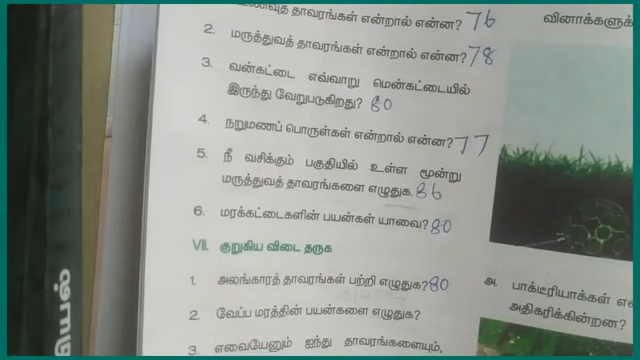 தாவரங்கள் என்றால் என்ன? 76
2. மருத்துவத் தாவரங்கள் என்றால் என்ன? 78
3. வன்கட்டை எவ்வாறு மென்கட்டையில்
இருந்து வேறுபடுகிறது? 80
4. நறுமணப் பொருள்கள் என்றால் என்ன? 77
5. நீ வசிக்கும் பகுதியில் உள்ள மூன்று
மருத்துவத் தாவரங்களை எழுதுக. 86
6. மரக்கட்டைகளின் பயன்கள் யாவை? 80
VII. குறுகிய விடை தருக
1. அலங்காரத் தாவரங்கள் பற்றி எழுதுக? 80
2. வேப்ப மரத்தின் பயன்களை எழுதுக?
3. எவையேனும் ஐந்து தாவரங்களையும்,
வினாக்களுக்
அ. பாக்டீரியாக்கள்
அதிகரிக்கின்றன?
யியல்